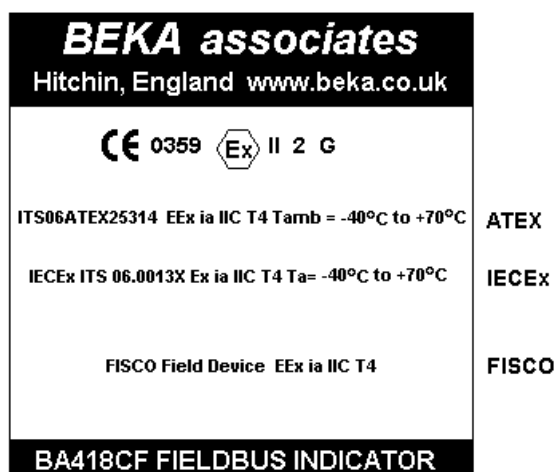 BEKA associates
Hitchin, England www.beka.co.uk
CE 0359 Ex II 2 G
ITS06ATEX25314 EEx ia IIC T4 Tamb = -40°C to +70°C ATEX
IECEx ITS 06.0013X Ex ia IIC T4 Ta= -40°C to +70°C IECEx
FISCO Field Device EEx ia IIC T4 FISCO
BA418CF FIELDBUS INDICATOR